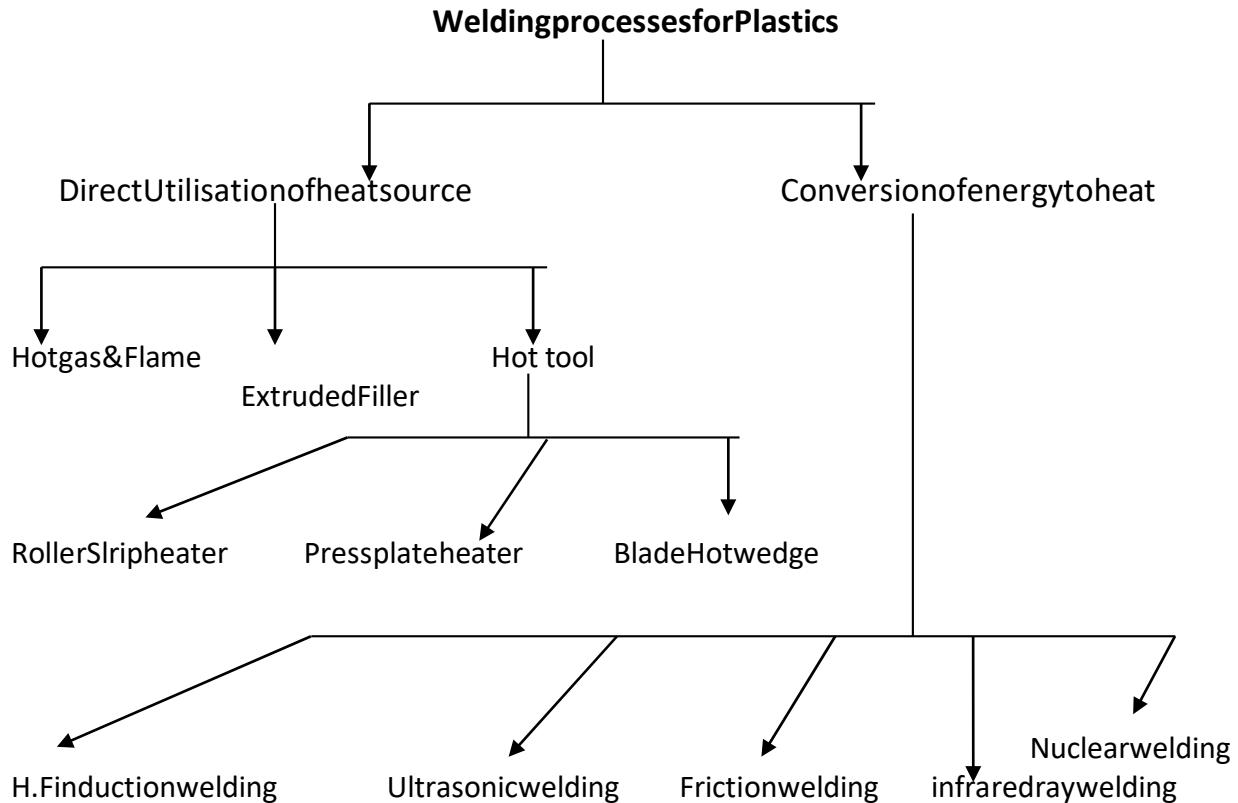 WeldingprocessesforPlastics
DirectUtilisationofheatsource
Conversionofenergytoheat
Hotgas&Flame
Hot tool
ExtrudedFiller
RollerSlripheater
Pressplateheater
BladeHotwedge
Nuclearwelding
H.Finductionwelding
Ultrasonicwelding
Frictionwelding
infraredraywelding